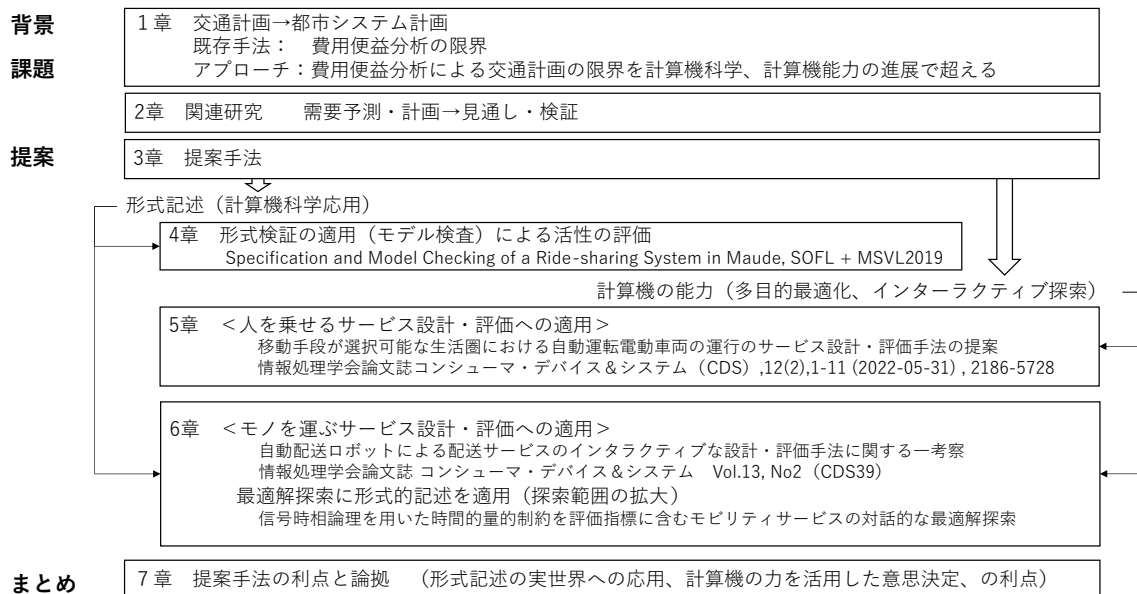 背景
課題
1章 交通計画→都市システム計画
既存手法： 費用便益分析の限界
アプローチ：費用便益分析による交通計画の限界を計算機科学、計算機能力の進展で超える
2章 関連研究 需要予測・計画→見通し・検証
提案
3章 提案手法
形式記述（計算機科学応用）
4章 形式検証の適用（モデル検査）による活性の評価
Specification and Model Checking of a Ride-sharing System in Maude, SOFL + MSVL2019
計算機の能力（多目的最適化、インターラクティブ探索）
5章 ＜人を乗せるサービス設計・評価への適用＞
移動手段が選択可能な生活圏における自動運転電動車両の運行のサービス設計・評価手法の提案
情報処理学会論文誌コンシューマ・デバイス＆システム（CDS）,12(2),1-11 (2022-05-31) , 2186-5728
6章 ＜モノを運ぶサービス設計・評価への適用＞
自動配送ロボットによる配送サービスのインタラクティブな設計・評価手法に関する一考察
情報処理学会論文誌 コンシューマ・デバイス＆システム Vol.13, No2（CDS39）
最適解探索に形式的記述を適用（探索範囲の拡大）
信号時相論理を用いた時間的量的制約を評価指標に含むモビリティサービスの対話的な最適解探索
まとめ
7章 提案手法の利点と論拠 （形式記述の実世界への応用、計算機の力を活用した意思決定、の利点）